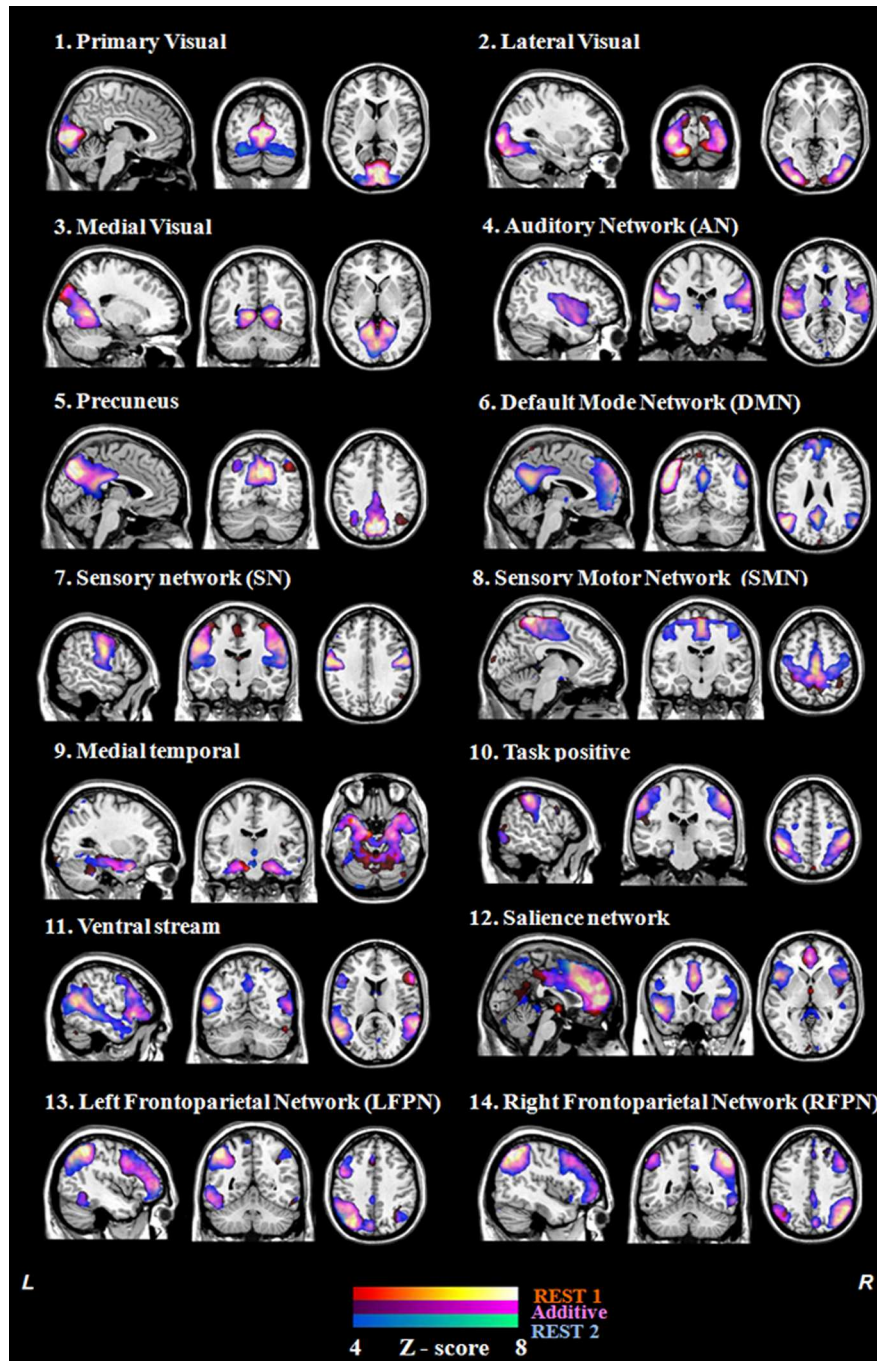 1. Primary Visual
2. Lateral Visual
3. Medial Visual
4. Auditory Network (AN)
5. Precuneus
6. Default Mode Network (DMN)
7. Sensory network (SN)
8. Sensory Motor Network (SMN)
9. Medial temporal
10. Task positive
11. Ventral stream
12. Salience network
13. Left Frontoparietal Network (LFPN)
14. Right Frontoparietal Network (RFPN)
L
R
REST 1
Additive
REST 2
4 Z - score 8